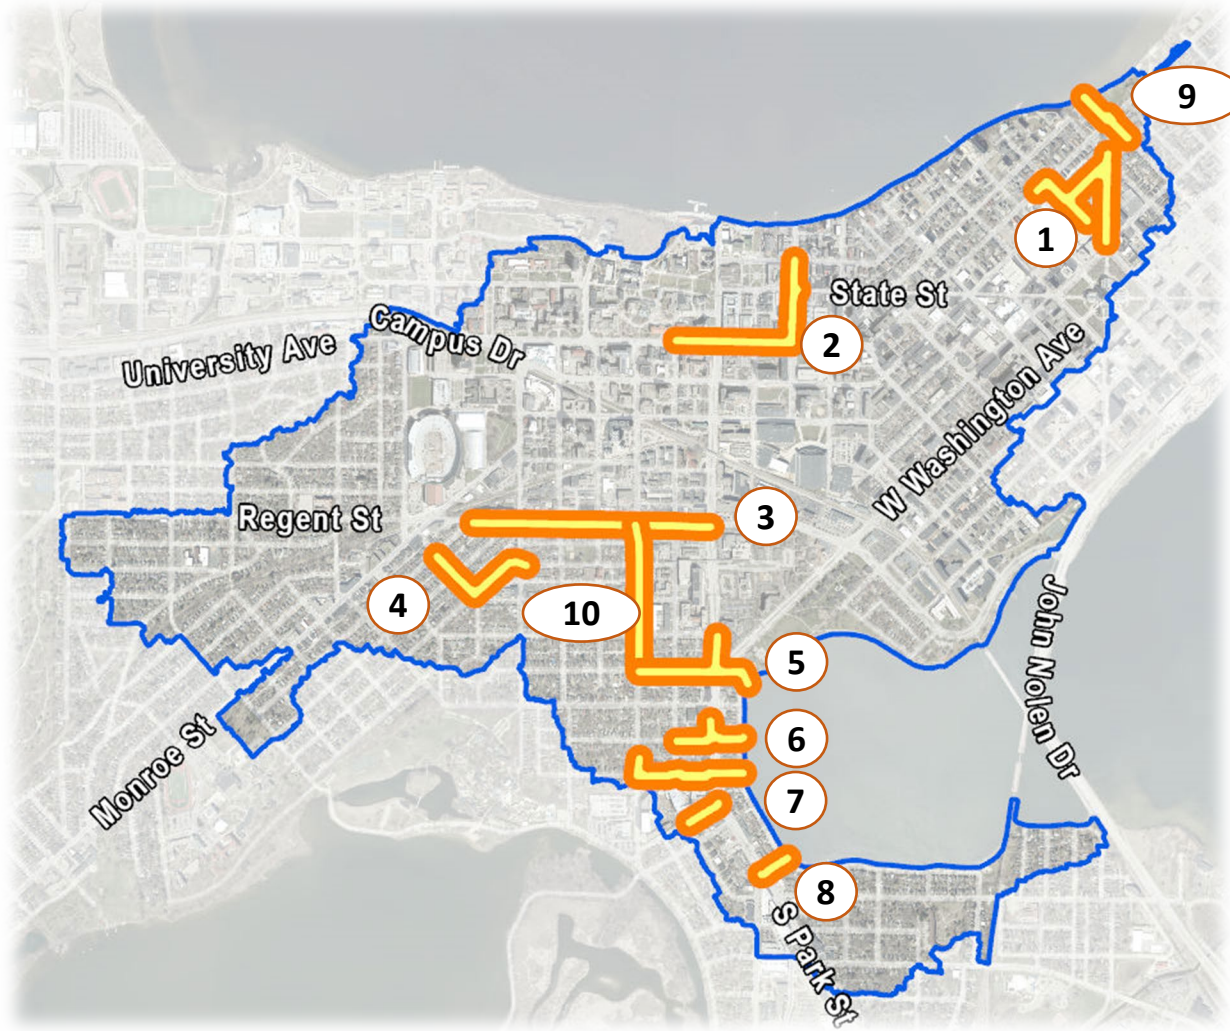 9
1
State St
2
Campus Dr
University Ave
W Washington Ave
Regent St
3
4
10
John Nolen Dr
5
Monroe St
6
7
8
S Park St